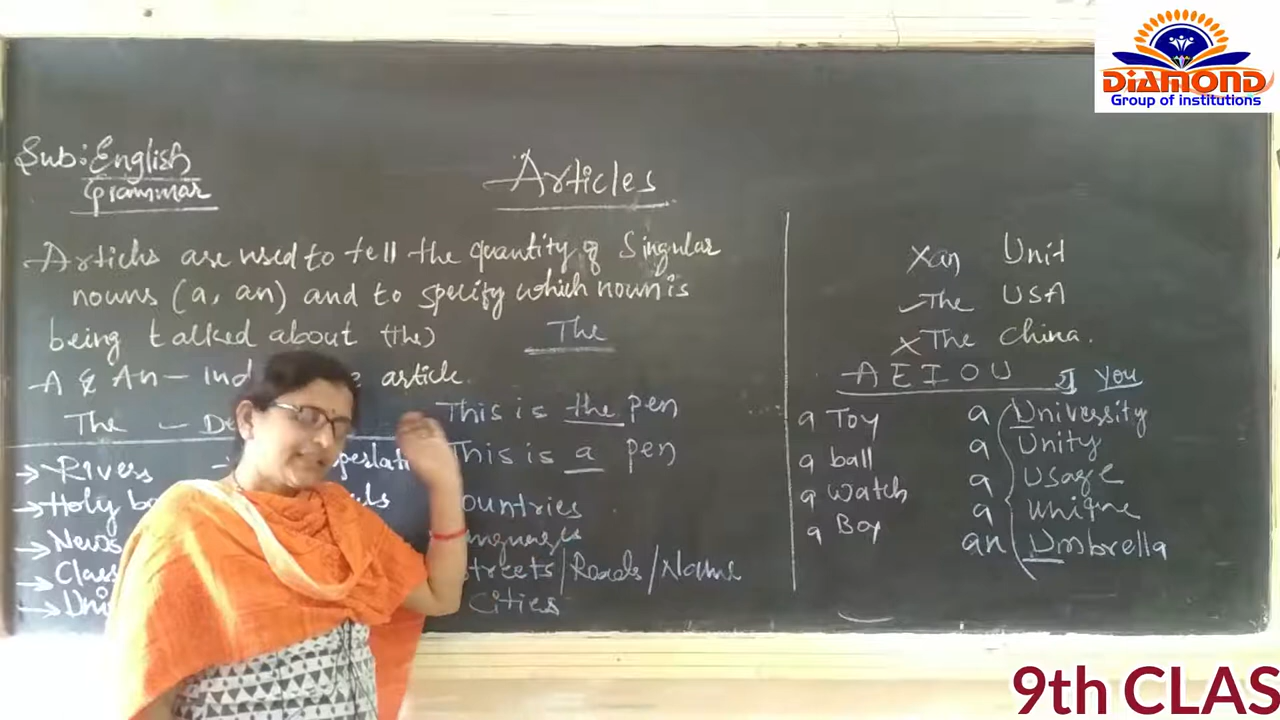 DIAMOND
Group of institutions
Sub: English
Grammar
Articles
Articles are used to tell the quantity of Singular
nouns (a, an) and to specify which noun is
being talked about (the)
The
A & An - Ind article.
The - De
This is the pen
This is a pen
→ Rivers
→ Holy bo
→ News
→ Clas
→ Uni
ountries
streets/Roads/Name
Cities
X an Unit
✓ The USA
X The China.
A E I O U you
a Toy
a ball
a watch
a Boy
a University
a Unity
a Usage
a unique
an Umbrella
9th CLAS